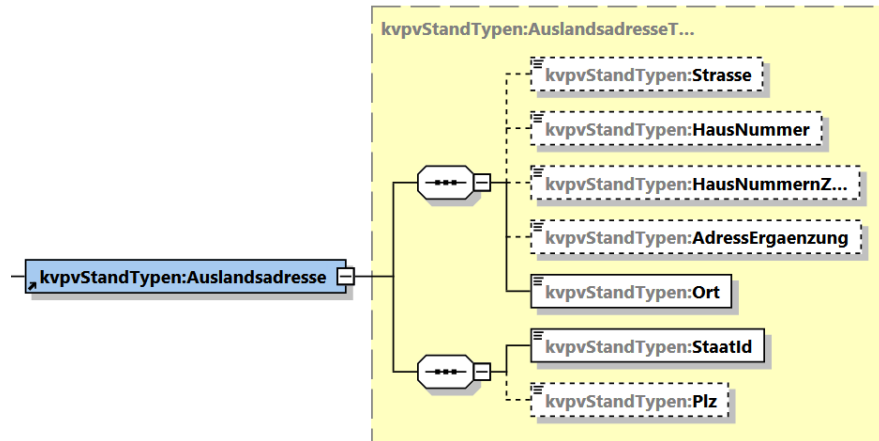 kvpvStandTypen:AuslandsadresseT...
kvpvStandTypen:Strasse
kvpvStandTypen:HausNummer
kvpvStandTypen:HausNummernZ...
kvpvStandTypen:AdressErgaenzung
kvpvStandTypen:Auslandsadresse
kvpvStandTypen:Ort
kvpvStandTypen:StaatId
kvpvStandTypen:Plz